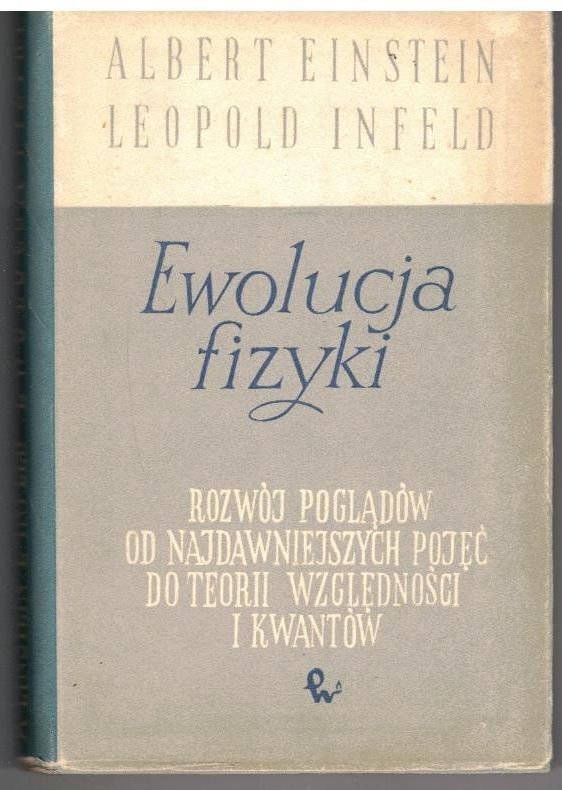 ALBERT EINSTEIN
LEOPOLD INFELD
Ewolucja
fizyki
ROZWÓJ POGLĄDÓW
OD NAJDAWNIEJSZYCH POJĘĆ
DO TEORII WZGLĘDNOŚCI
I KWANTÓW